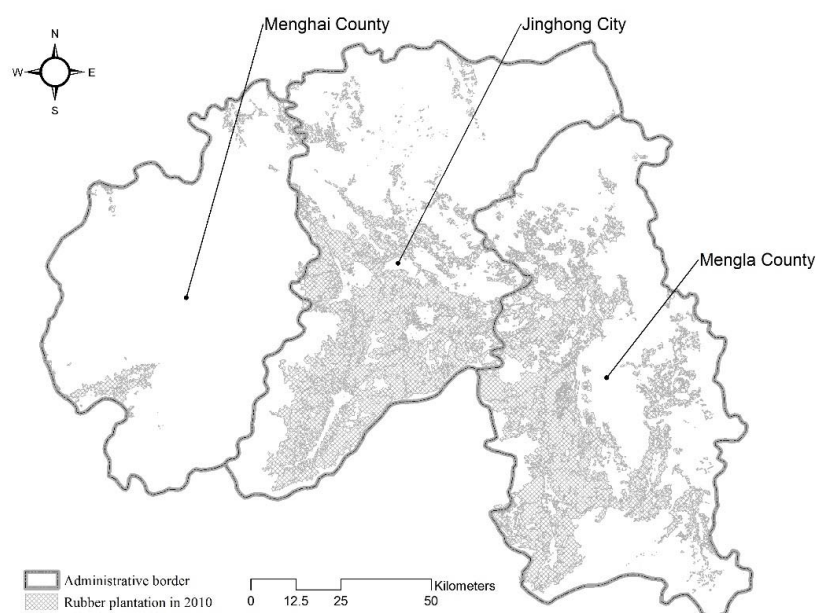 Menghai County
Jinghong City
N
W
E
S
Mengla County
Administrative border
Rubber plantation in 2010
Kilometers
0 12.5 25 50